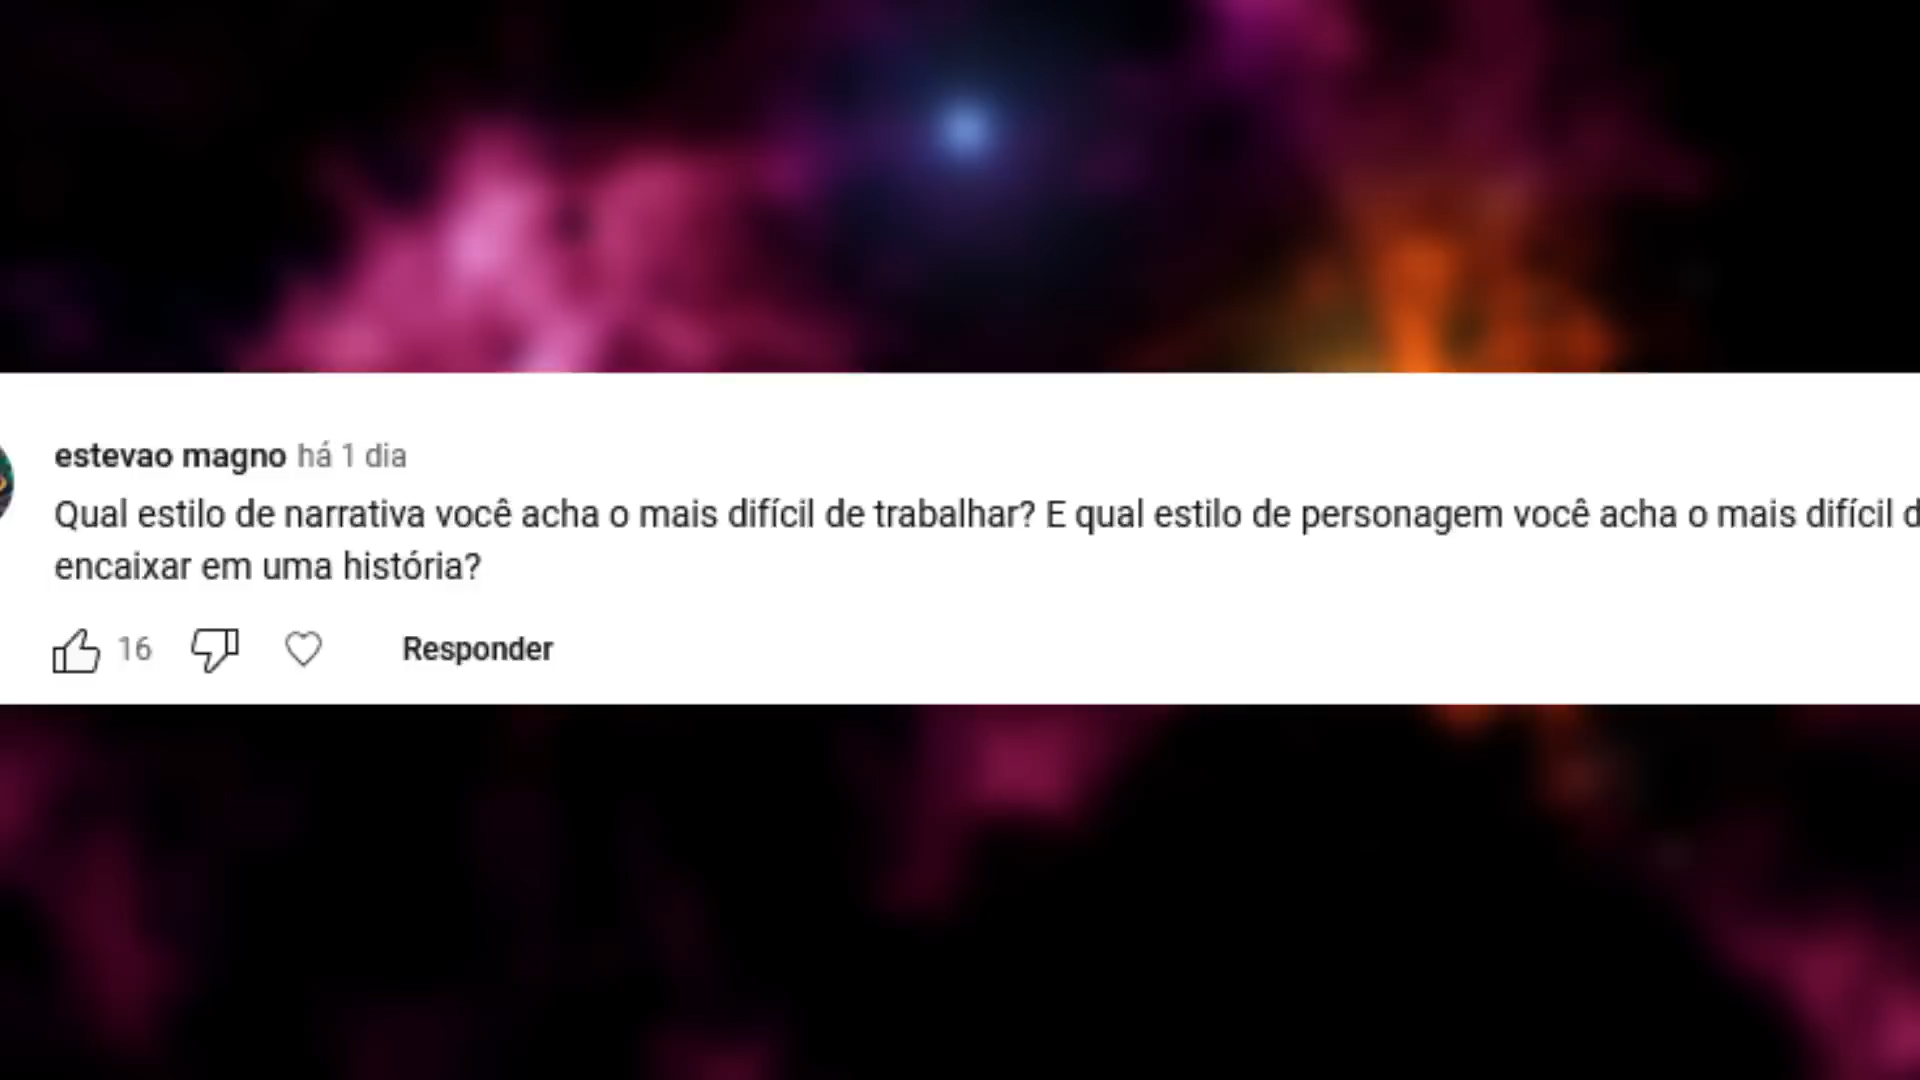 estevao magno há 1 dia
Qual estilo de narrativa você acha o mais difícil de trabalhar? E qual estilo de personagem você acha o mais difícil d
encaixar em uma história?
16 Responder